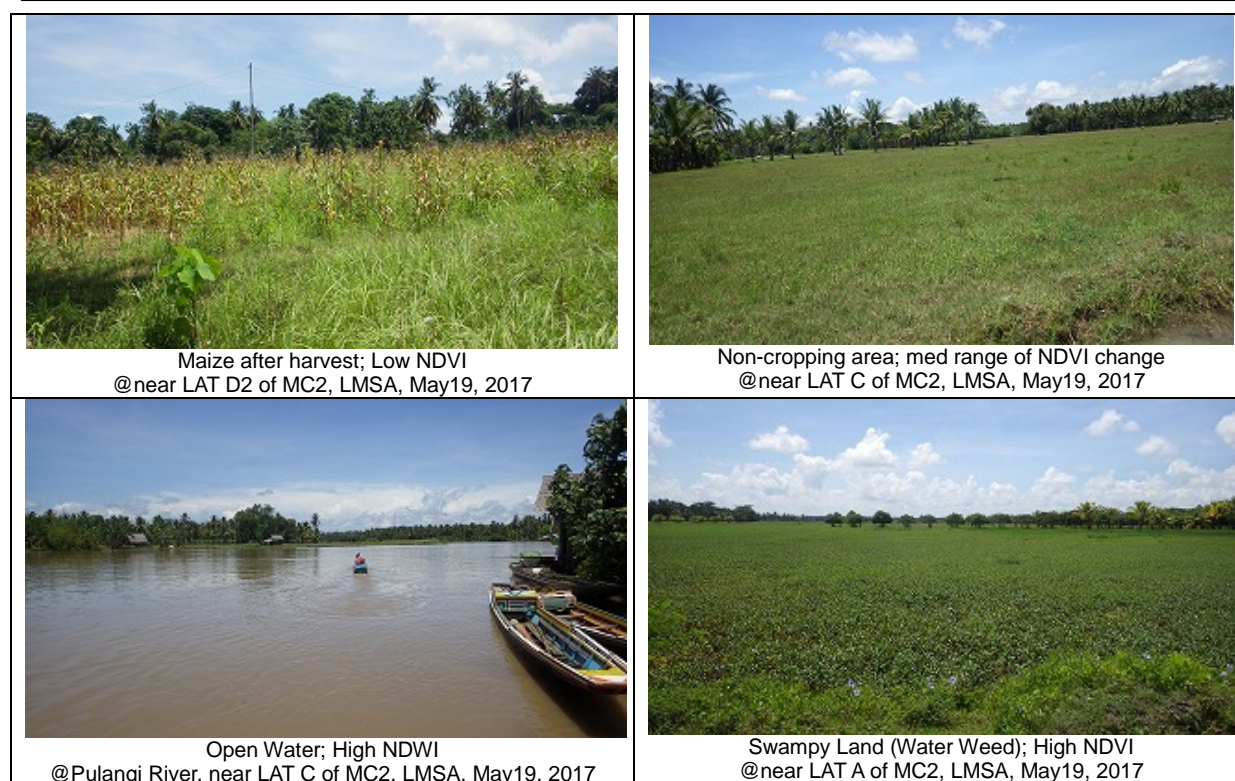 Maize after harvest; Low NDVI
@near LAT D2 of MC2, LMSA, May19, 2017
Non-cropping area; med range of NDVI change
@near LAT C of MC2, LMSA, May19, 2017
Open Water; High NDWI
@Pulangi River, near LAT C of MC2, LMSA, May19, 2017
Swampy Land (Water Weed); High NDVI
@near LAT A of MC2, LMSA, May19, 2017